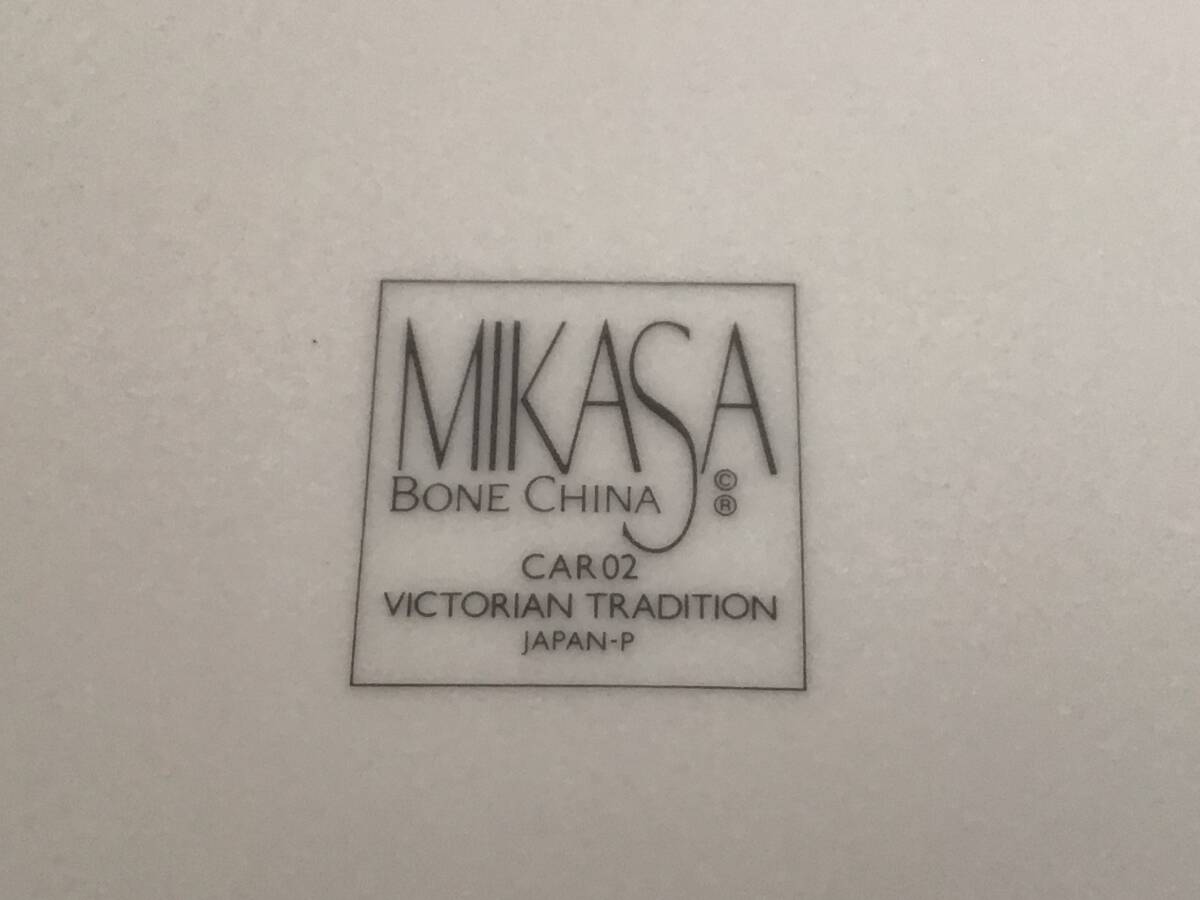 MIKASA
BONE CHINA ©
®
CAR02
VICTORIAN TRADITION
JAPAN-P